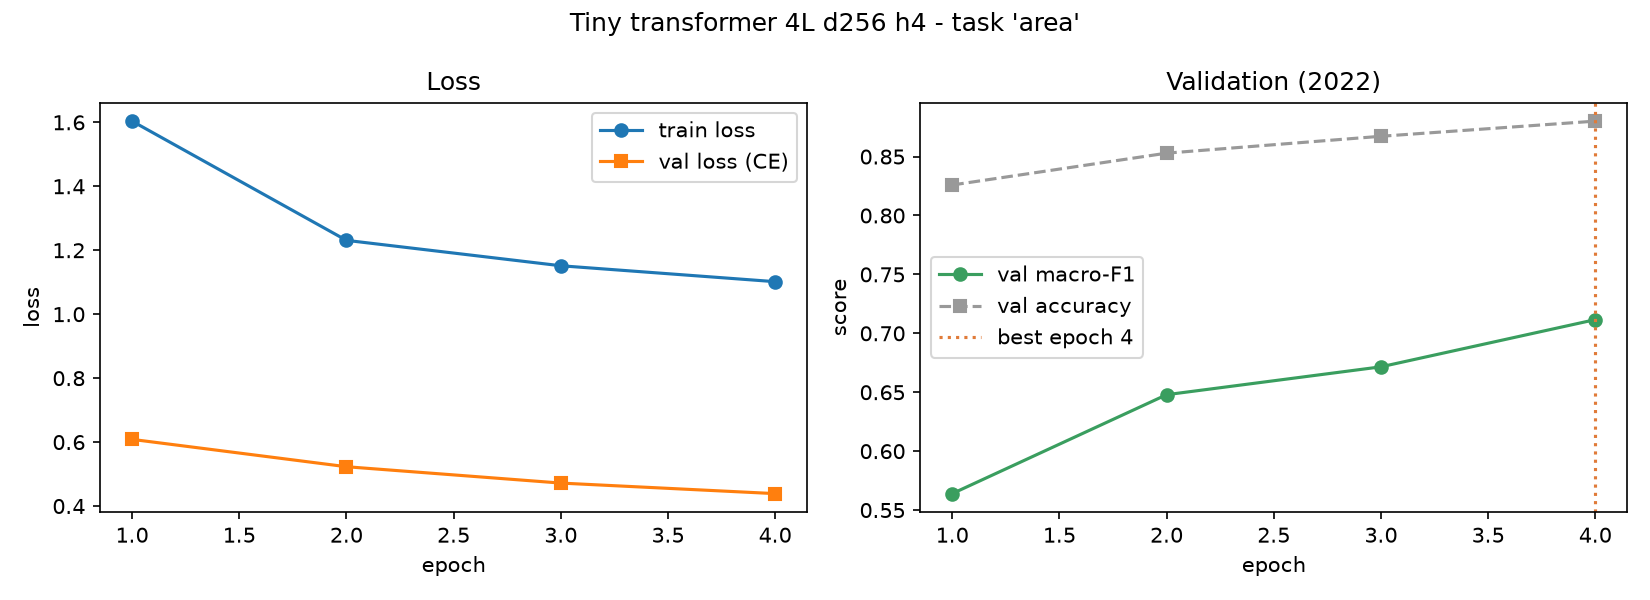 Tiny transformer 4L d256 h4 - task 'area'
Loss
train loss
val loss (CE)
loss
1.6
1.4
1.2
1.0
0.8
0.6
0.4
1.0 1.5 2.0 2.5 3.0 3.5 4.0
epoch
Validation (2022)
val macro-F1
val accuracy
best epoch 4
score
0.85
0.80
0.75
0.70
0.65
0.60
0.55
1.0 1.5 2.0 2.5 3.0 3.5 4.0
epoch